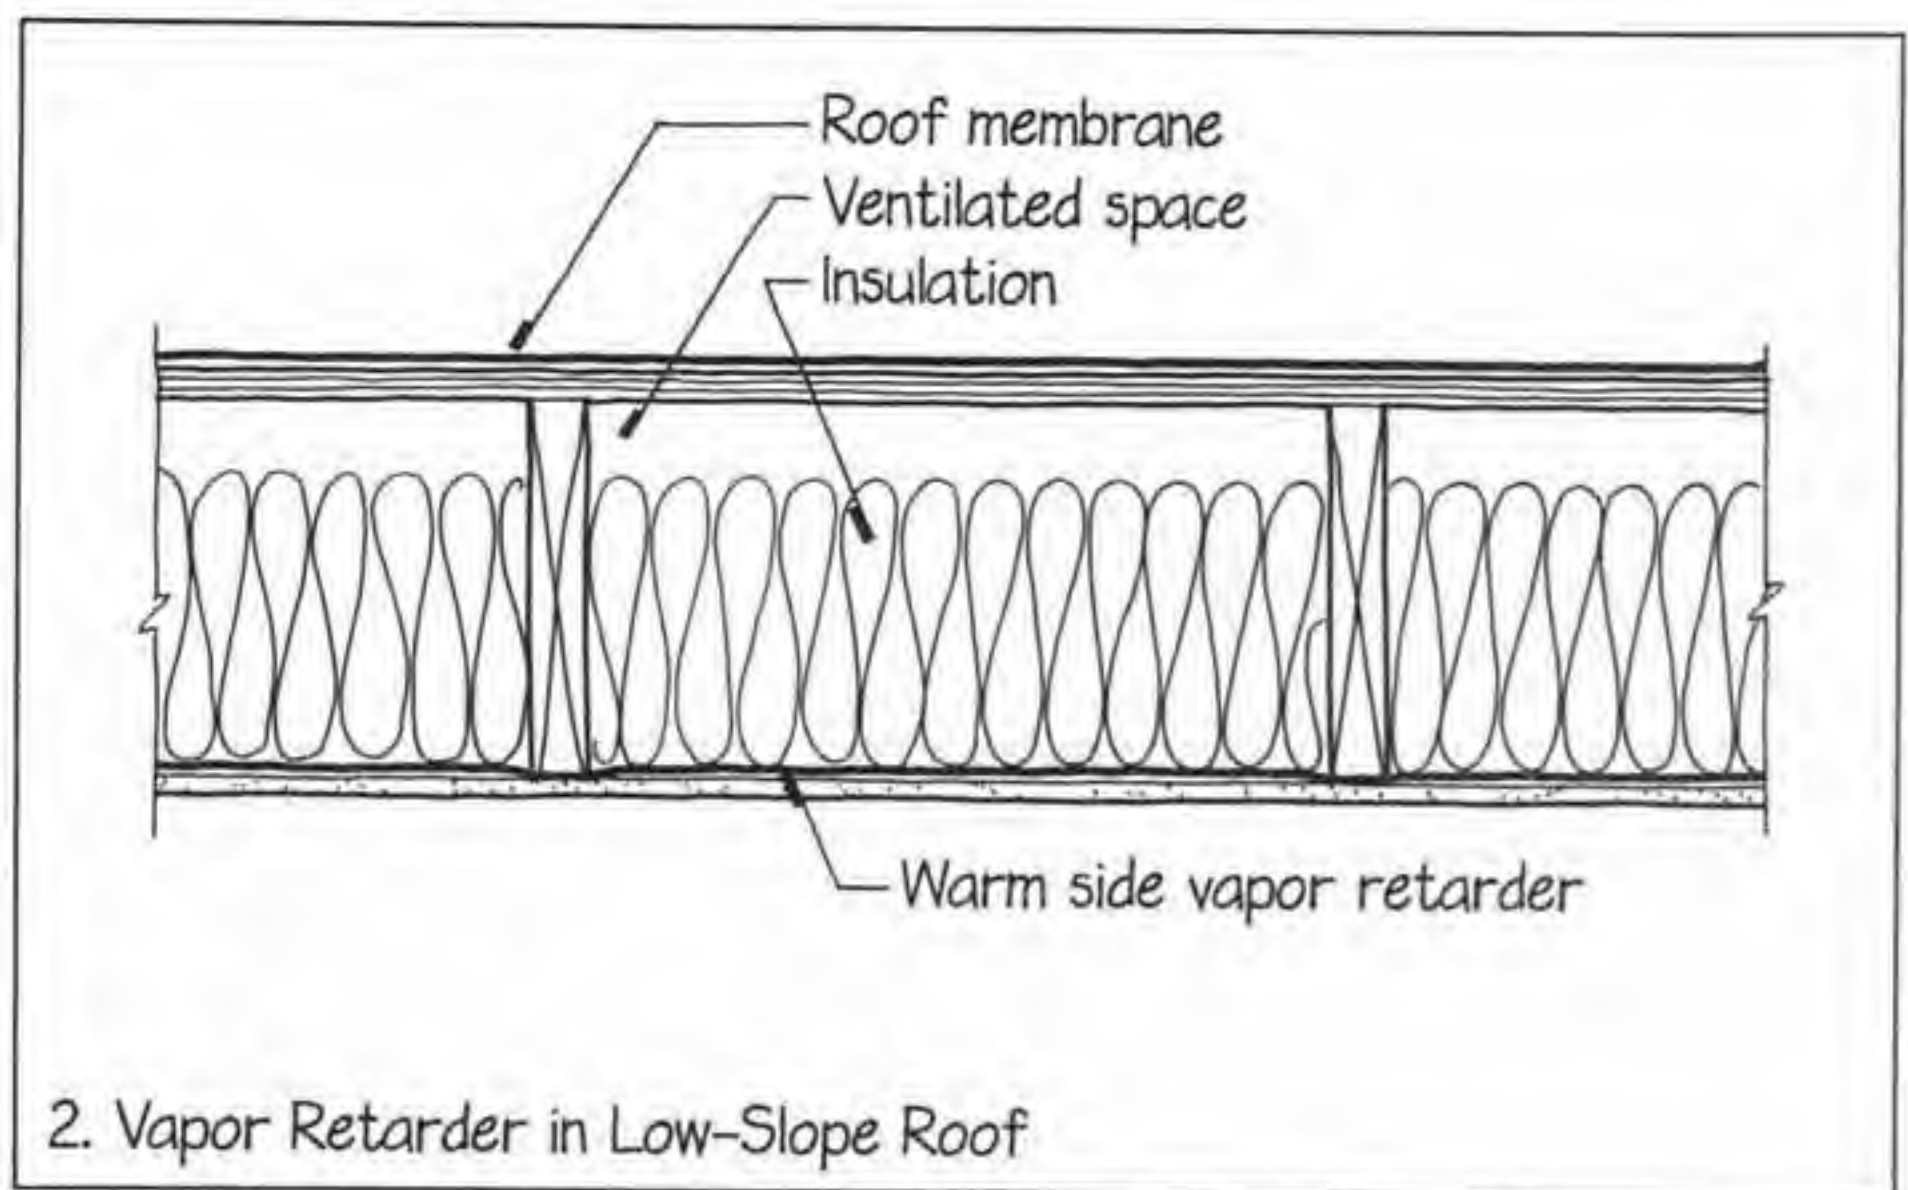 Roof membrane
Ventilated space
Insulation
Warm side vapor retarder
2. Vapor Retarder in Low-Slope Roof